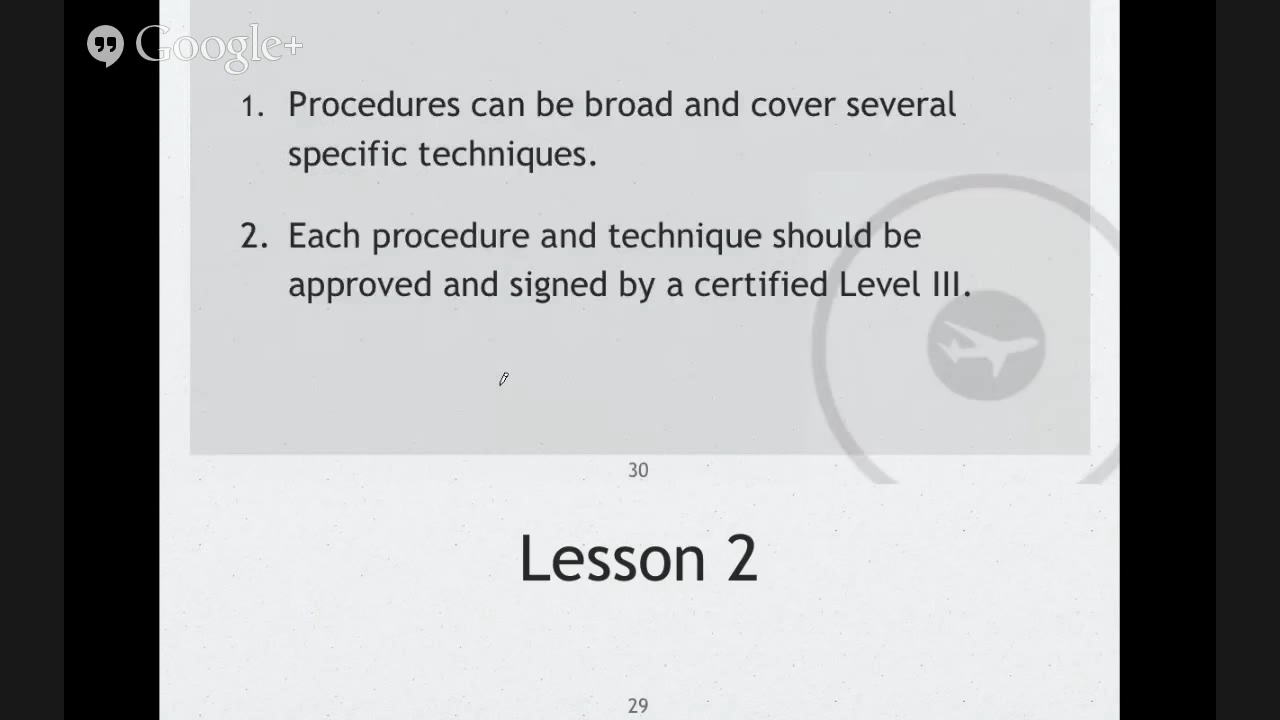 Google+
1. Procedures can be broad and cover several
specific techniques.
2. Each procedure and technique should be
approved and signed by a certified Level III.
30
Lesson 2
29